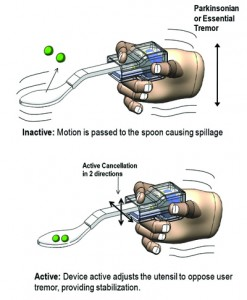 Parkinsonian
or Essential
Tremor
Inactive: Motion is passed to the spoon causing spillage
Active Cancellation
in 2 directions
Active: Device active adjusts the utensil to oppose user
tremor, providing stabilization.